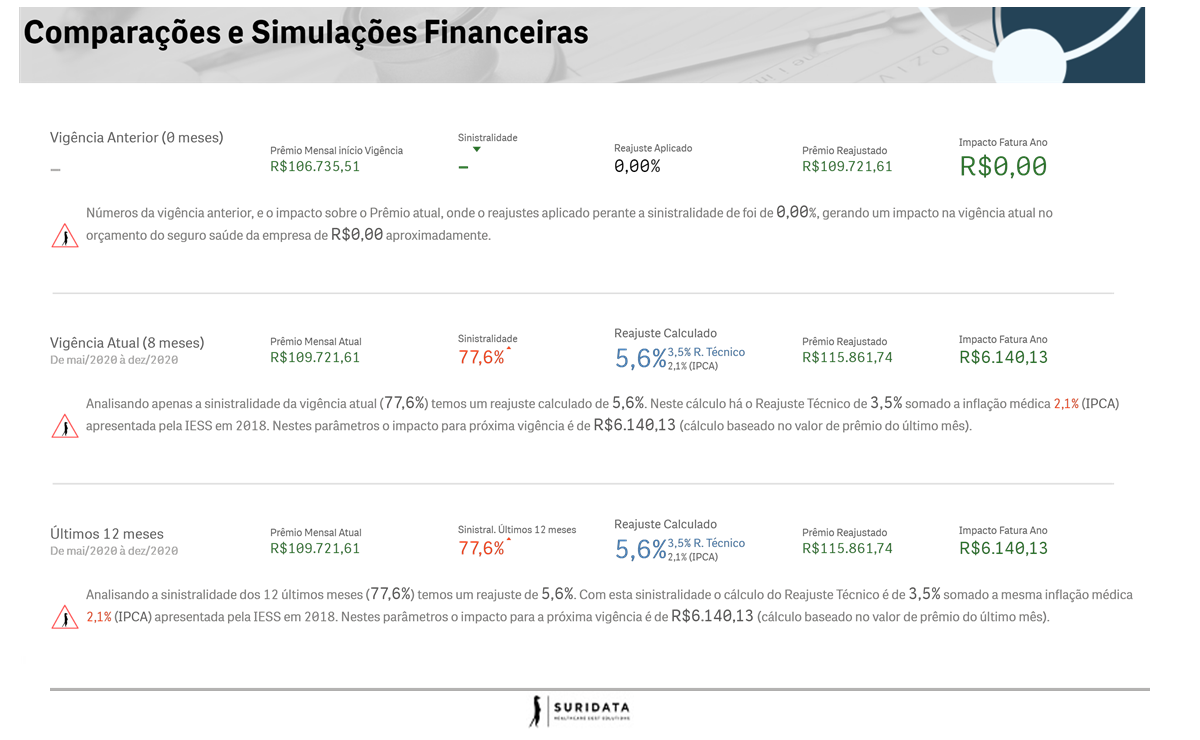 Comparações e Simulações Financeiras
Vigência Anterior (0 meses)
–
Prêmio Mensal inicio Vigência
R$106.735,51
Sinistralidade
–
Reajuste Aplicado
0,00%
Prêmio Reajustado
R$109.721,61
Impacto Fatura Ano
R$0,00
Números da vigência anterior, e o impacto sobre o Prêmio atual, onde o reajustes aplicado perante a sinistralidade de foi de 0,00%, gerando um impacto na vigência atual no
orçamento do seguro saúde da empresa de R$0,00 aproximadamente.
Vigência Atual (8 meses)
De mai/2020 à dez/2020
Prêmio Mensal Atual
R$109.721,61
Sinistralidade
77,6%
Reajuste Calculado
5,6%
3,5% R. Técnico
2,1% (IPCA)
Prêmio Reajustado
R$115.861,74
Impacto Fatura Ano
R$6.140,13
Analisando apenas a sinistralidade da vigência atual (77,6%) temos um reajuste calculado de 5,6%. Neste cálculo há o Reajuste Técnico de 3,5% somado a inflação médica 2,1% (IPCA)
apresentada pela IESS em 2018. Nestes parâmetros o impacto para próxima vigência é de R$6.140,13 (cálculo baseado no valor de prêmio do último mês).
Últimos 12 meses
De mai/2020 à dez/2020
Prêmio Mensal Atual
R$109.721,61
Sinistral. Últimos 12 meses
77,6%
Reajuste Calculado
5,6%
3,5% R. Técnico
2,1% (IPCA)
Prêmio Reajustado
R$115.861,74
Impacto Fatura Ano
R$6.140,13
Analisando a sinistralidade dos 12 últimos meses (77,6%) temos um reajuste de 5,6%. Com esta sinistralidade o cálculo do Reajuste Técnico é de 3,5% somado a mesma inflação médica
2,1% (IPCA) apresentada pela IESS em 2018. Nestes parâmetros o impacto para a próxima vigência é de R$6.140,13 (cálculo baseado no valor de prêmio do último mês).
SURIDATA
HEALTHCARE COST SOLUTIONS